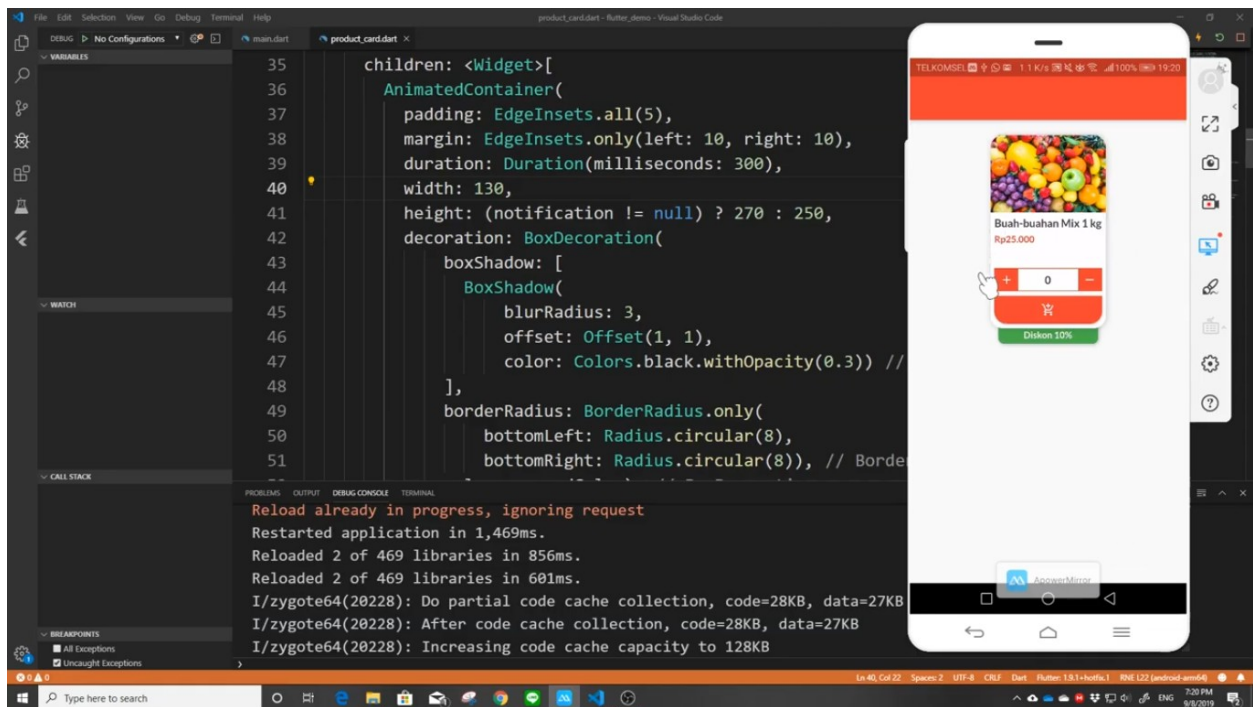 File Edit Selection View Go Debug Terminal Help
product_card.dart - flutter_demo - Visual Studio Code
DEBUG No Configurations
main.dart
product_card.dart
VARIABLES
WATCH
CALL STACK
BREAKPOINTS
All Exceptions
Uncaught Exceptions
35 children: <Widget>[
36 AnimatedContainer(
37 padding: EdgeInsets.all(5),
38 margin: EdgeInsets.only(left: 10, right: 10),
39 duration: Duration(milliseconds: 300),
40 width: 130,
41 height: (notification != null) ? 270 : 250,
42 decoration: BoxDecoration(
43 boxShadow: [
44 BoxShadow(
45 blurRadius: 3,
46 offset: Offset(1, 1),
47 color: Colors.black.withOpacity(0.3)) //
48 ],
49 borderRadius: BorderRadius.only(
50 bottomLeft: Radius.circular(8),
51 bottomRight: Radius.circular(8)), // Borde
PROBLEMS OUTPUT DEBUG CONSOLE TERMINAL
Reload already in progress, ignoring request
Restarted application in 1,469ms.
Reloaded 2 of 469 libraries in 856ms.
Reloaded 2 of 469 libraries in 601ms.
I/zygote64(20228): Do partial code cache collection, code=28KB, data=27KB
I/zygote64(20228): After code cache collection, code=28KB, data=27KB
I/zygote64(20228): Increasing code cache capacity to 128KB
TELKOMSEL 1.1 K/s 100% 19:20
Buah-buahan Mix 1 kg
Rp25.000
+ 0 −
Diskon 10%
ApowerMirror
0 0
Ln 40, Col 22 Spaces: 2 UTF-8 CRLF Dart Flutter: 1.9.1+hotfix.1 RNE L22 (android-arm64)
Type here to search
ENG
7:20 PM
9/8/2019